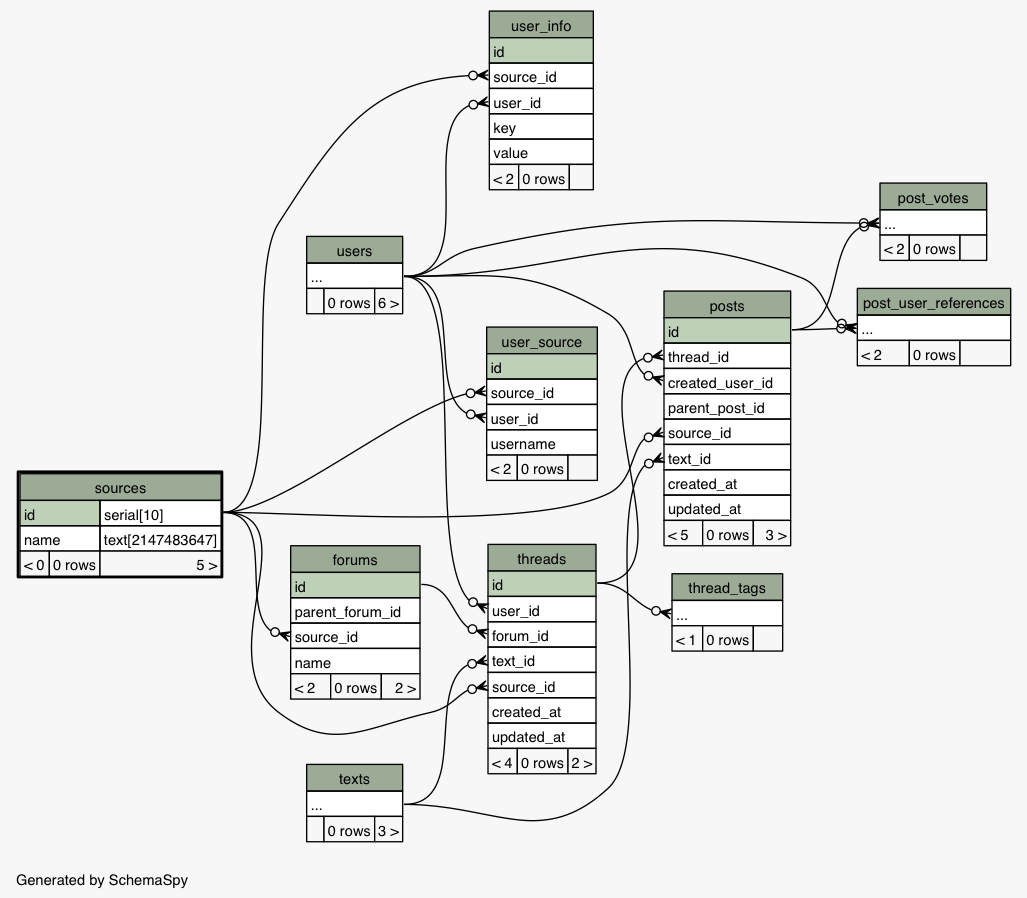 user_info
id
source_id
user_id
key
value
< 2 0 rows
post_votes
...
< 2 0 rows
users
...
0 rows 6 >
post_user_references
...
< 2 0 rows
posts
id
thread_id
created_user_id
parent_post_id
source_id
text_id
created_at
updated_at
< 5 0 rows 3 >
user_source
id
source_id
user_id
username
< 2 0 rows
sources
id serial[10]
name text[2147483647]
< 0 0 rows 5 >
forums
id
parent_forum_id
source_id
name
< 2 0 rows 2 >
threads
id
user_id
forum_id
text_id
source_id
created_at
updated_at
< 4 0 rows 2 >
thread_tags
...
< 1 0 rows
texts
...
0 rows 3 >
Generated by SchemaSpy